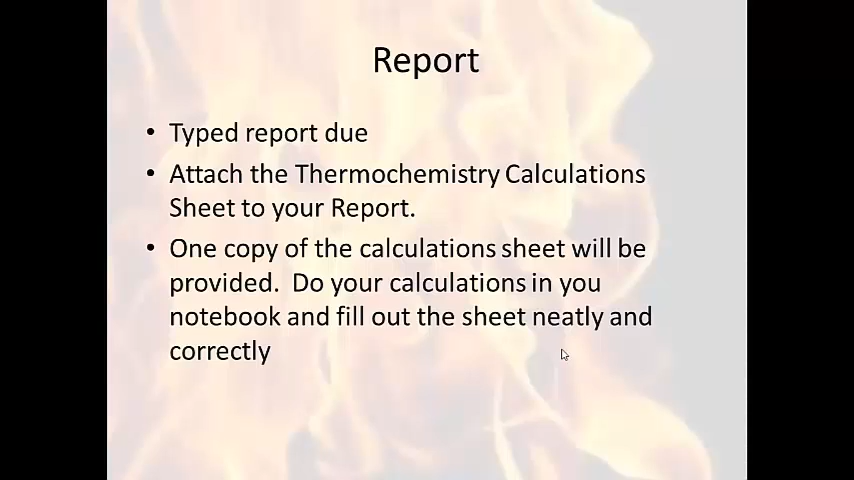 Report
• Typed report due
• Attach the Thermochemistry Calculations
Sheet to your Report.
• One copy of the calculations sheet will be
provided.  Do your calculations in you
notebook and fill out the sheet neatly and
correctly